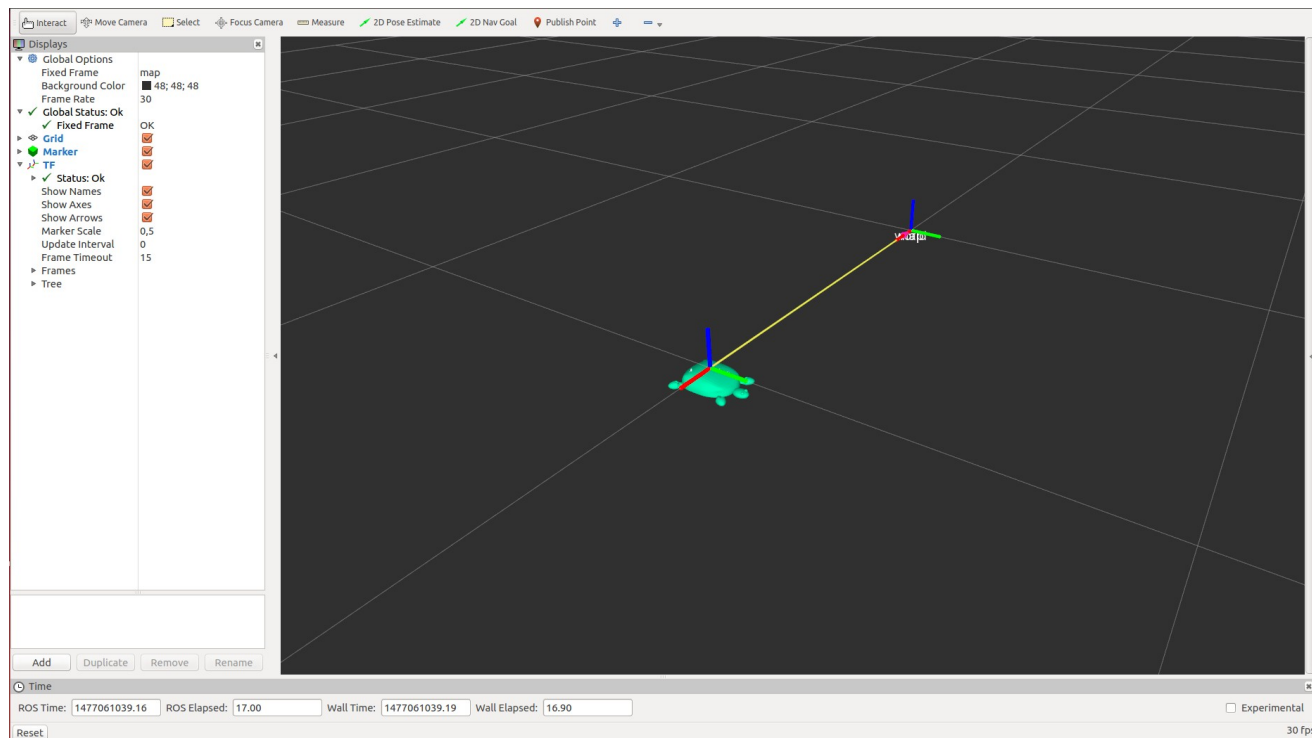 Interact Move Camera Select Focus Camera Measure 2D Pose Estimate 2D Nav Goal Publish Point
Displays
Global Options
Fixed Frame map
Background Color 48; 48; 48
Frame Rate 30
Global Status: Ok
Fixed Frame OK
Grid
Marker
TF
Status: Ok
Show Names
Show Axes
Show Arrows
Marker Scale 0,5
Update Interval 0
Frame Timeout 15
Frames
Tree
Add Duplicate Remove Rename
Time
ROS Time: 1477061039.16 ROS Elapsed: 17.00 Wall Time: 1477061039.19 Wall Elapsed: 16.90 Experimental
Reset 30 fps